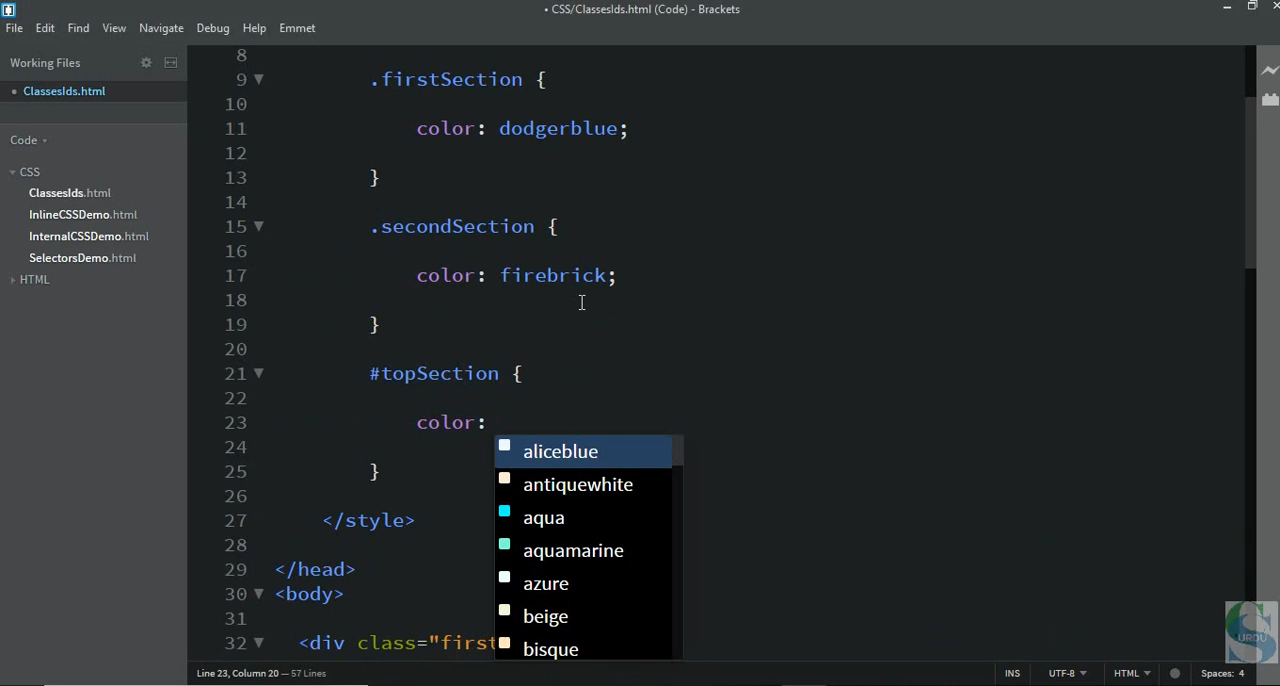 • CSS/ClassesIds.html (Code) - Brackets
File Edit Find View Navigate Debug Help Emmet
Working Files
• ClassesIds.html
Code
CSS
ClassesIds.html
InlineCSSDemo.html
InternalCSSDemo.html
SelectorsDemo.html
HTML
8
9 .firstSection {
10
11 color: dodgerblue;
12
13 }
14
15 .secondSection {
16
17 color: firebrick;
18
19 }
20
21 #topSection {
22
23 color:
24
25 }
26
27 </style>
28
29 </head>
30 <body>
31
32 <div class="first
aliceblue
antiquewhite
aqua
aquamarine
azure
beige
bisque
URDU
Line 23, Column 20 — 57 Lines
INS UTF-8 HTML Spaces: 4